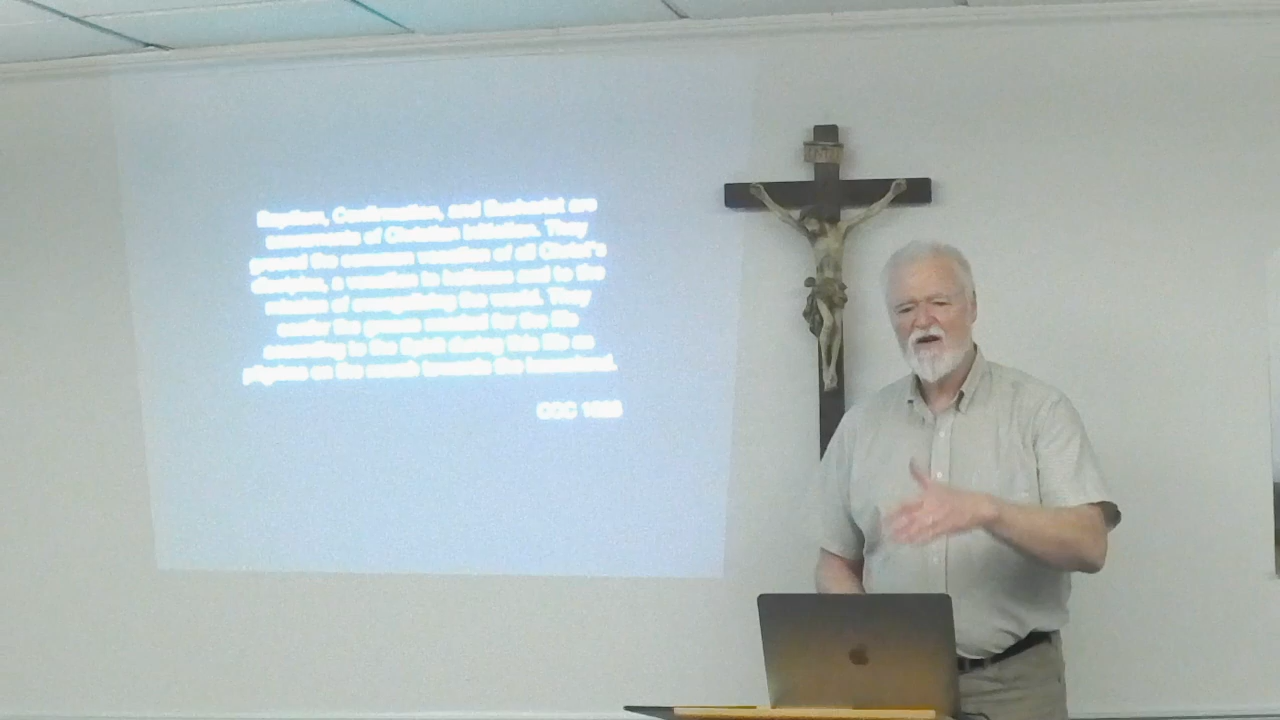 Baptism, Confirmation, and Eucharist are
sacraments of Christian Initiation. They
ground the common vocation of all Christ's
disciples, a vocation to holiness and to the
mission of evangelizing the world. They
confer the graces needed for the life
according to the Spirit during this life as
pilgrims on the march towards the homeland.
CCC